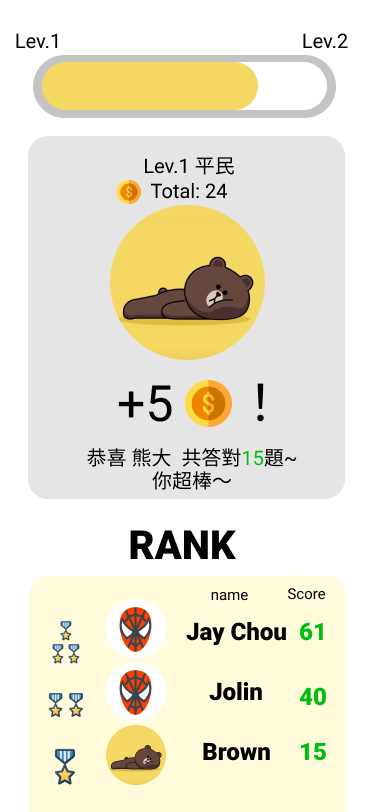 Lev.1 Lev.2
Lev.1 平民
Total: 24
+5 !
恭喜 熊大 共答對15題~
你超棒～
RANK
name Score
Jay Chou 61
Jolin 40
Brown 15